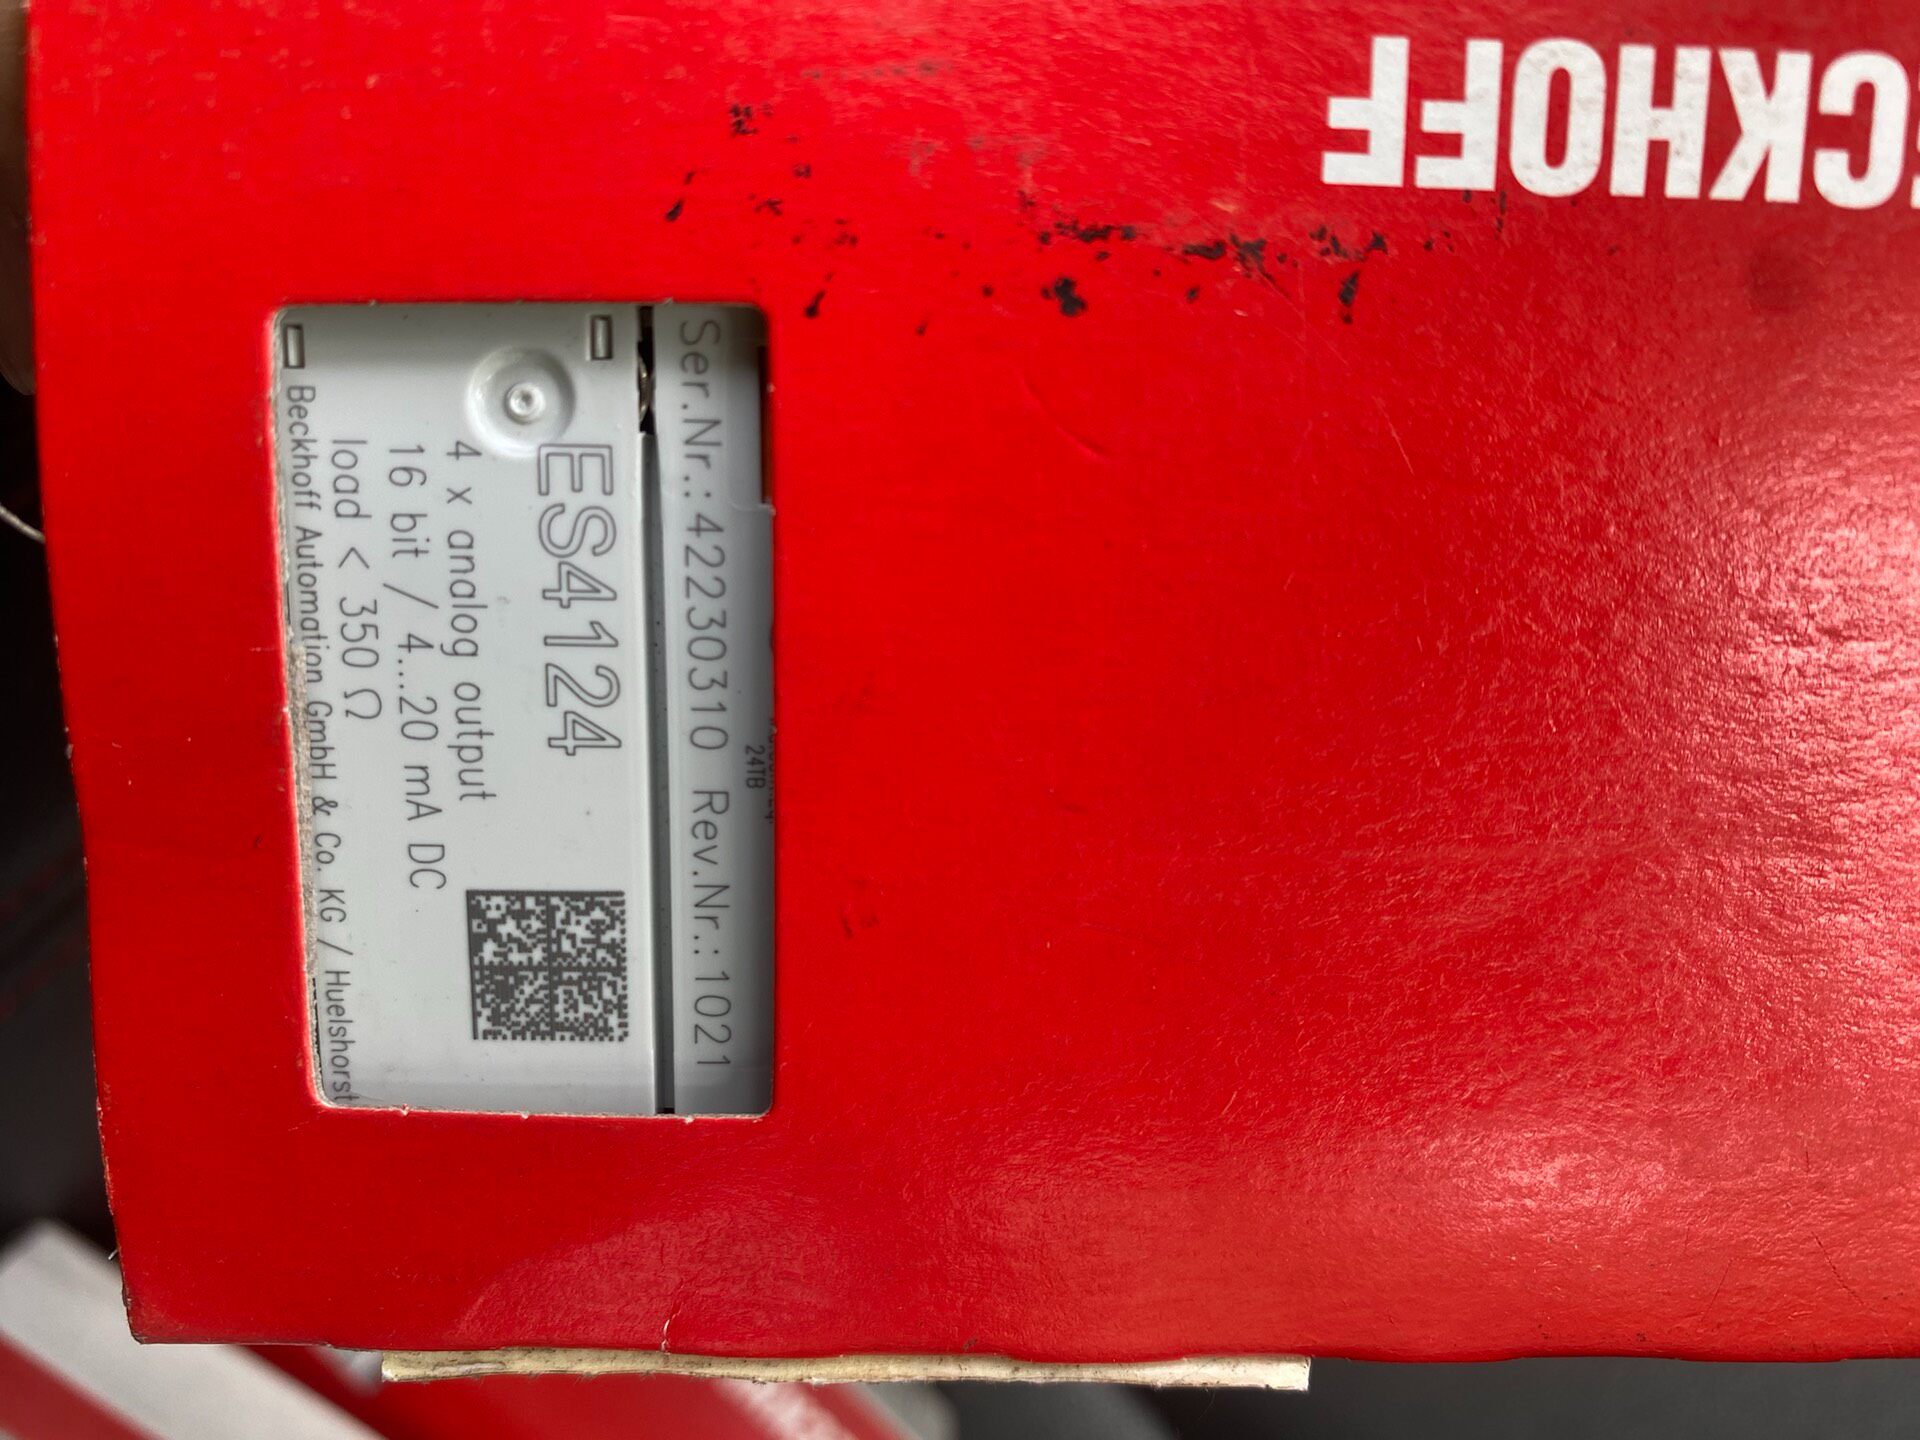 CKHOFF
Ser.Nr.: 42230310 Rev.Nr.: 1021
24TB
ES4124
4 x analog output
16 bit / 4...20 mA DC
load < 350 Ω
Beckhoff Automation GmbH & Co. KG / Huelshorst